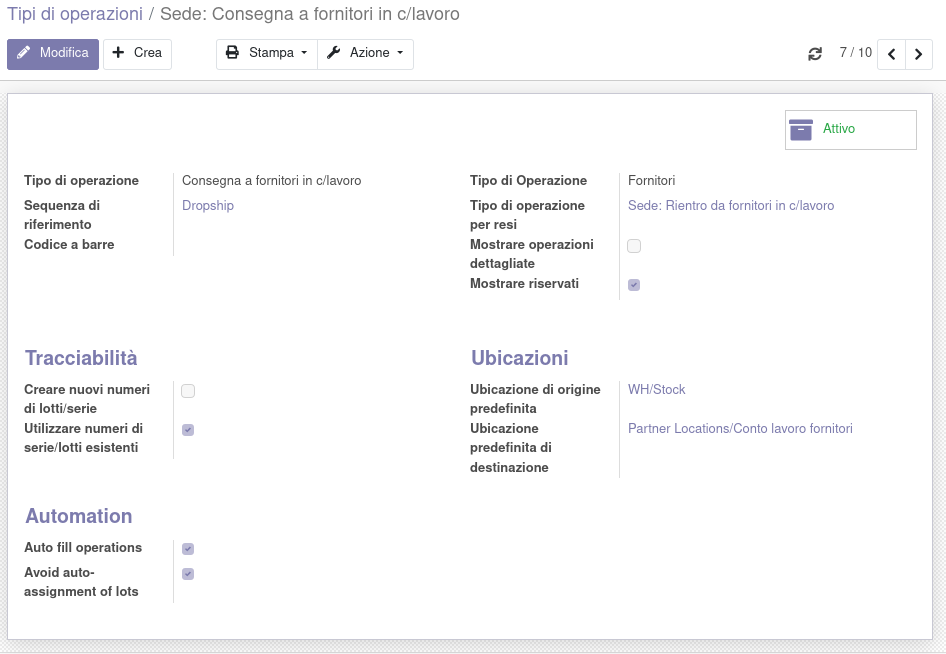 Tipi di operazioni / Sede: Consegna a fornitori in c/lavoro
Modifica
Crea
Stampa
Azione
7 / 10
Attivo
Tipo di operazione
Consegna a fornitori in c/lavoro
Sequenza di
riferimento
Dropship
Codice a barre
Tipo di Operazione
Fornitori
Tipo di operazione
per resi
Sede: Rientro da fornitori in c/lavoro
Mostrare operazioni
dettagliate
Mostrare riservati
Tracciabilità
Creare nuovi numeri
di lotti/serie
Utilizzare numeri di
serie/lotti esistenti
Ubicazioni
Ubicazione di origine
predefinita
WH/Stock
Ubicazione
predefinita di
destinazione
Partner Locations/Conto lavoro fornitori
Automation
Auto fill operations
Avoid auto-
assignment of lots